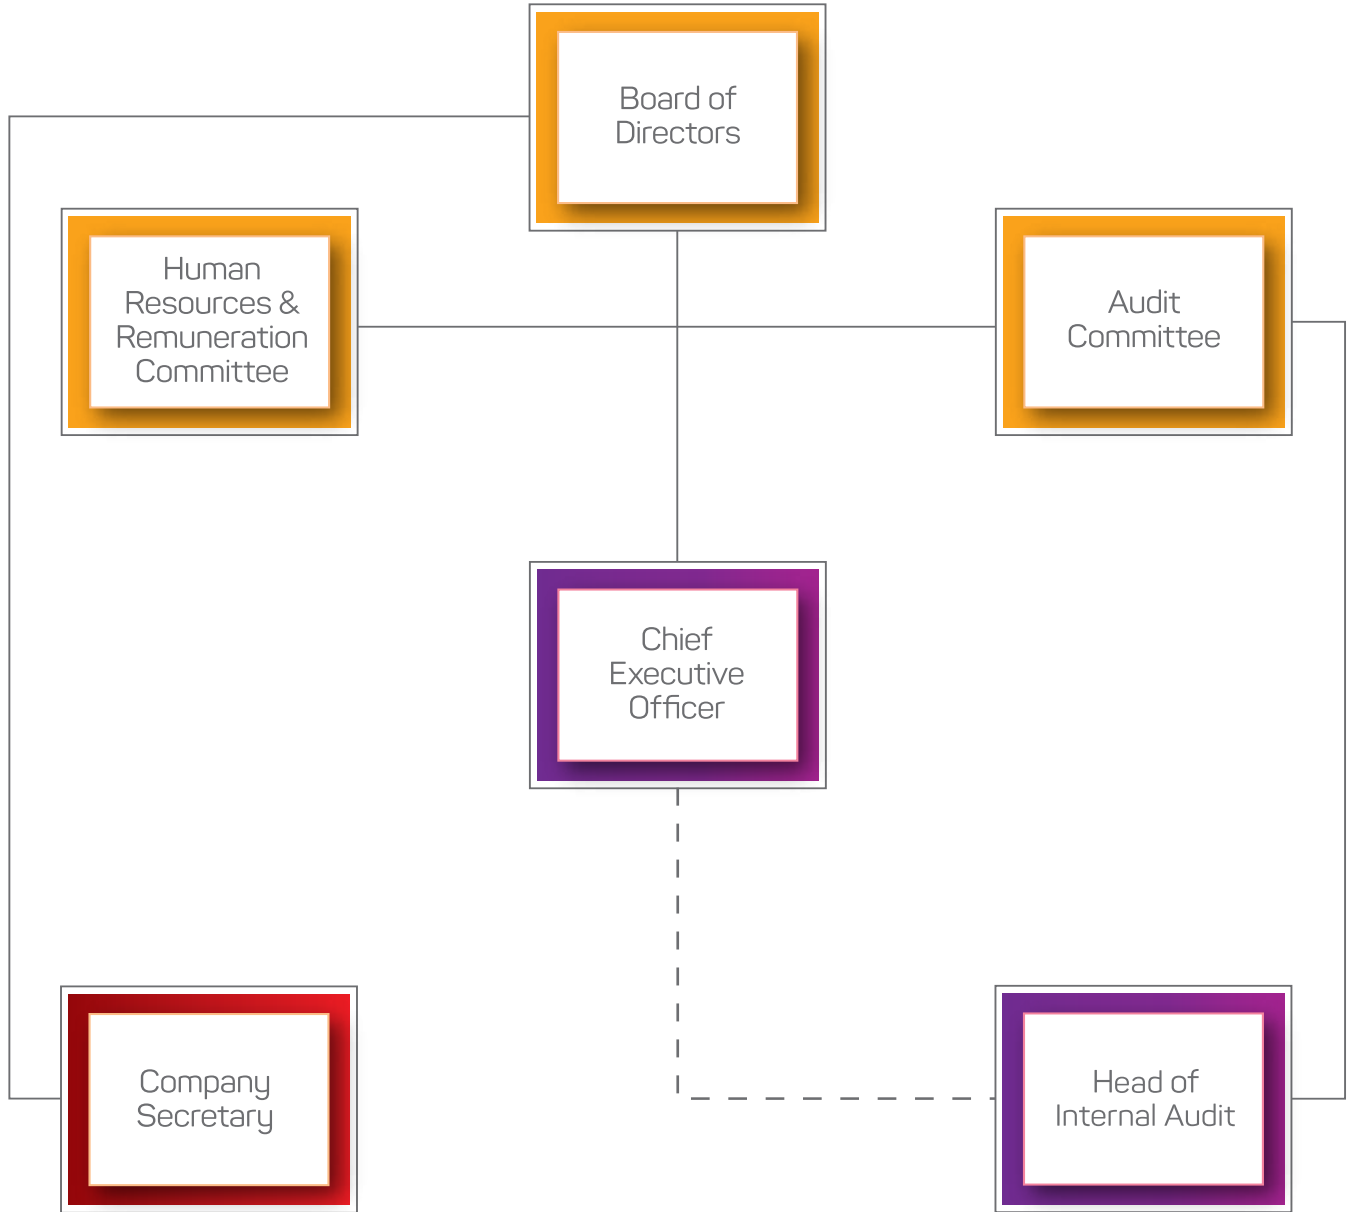 Board of
Directors
Human
Resources &
Remuneration
Committee
Audit
Committee
Chief
Executive
Officer
Company
Secretary
Head of
Internal Audit